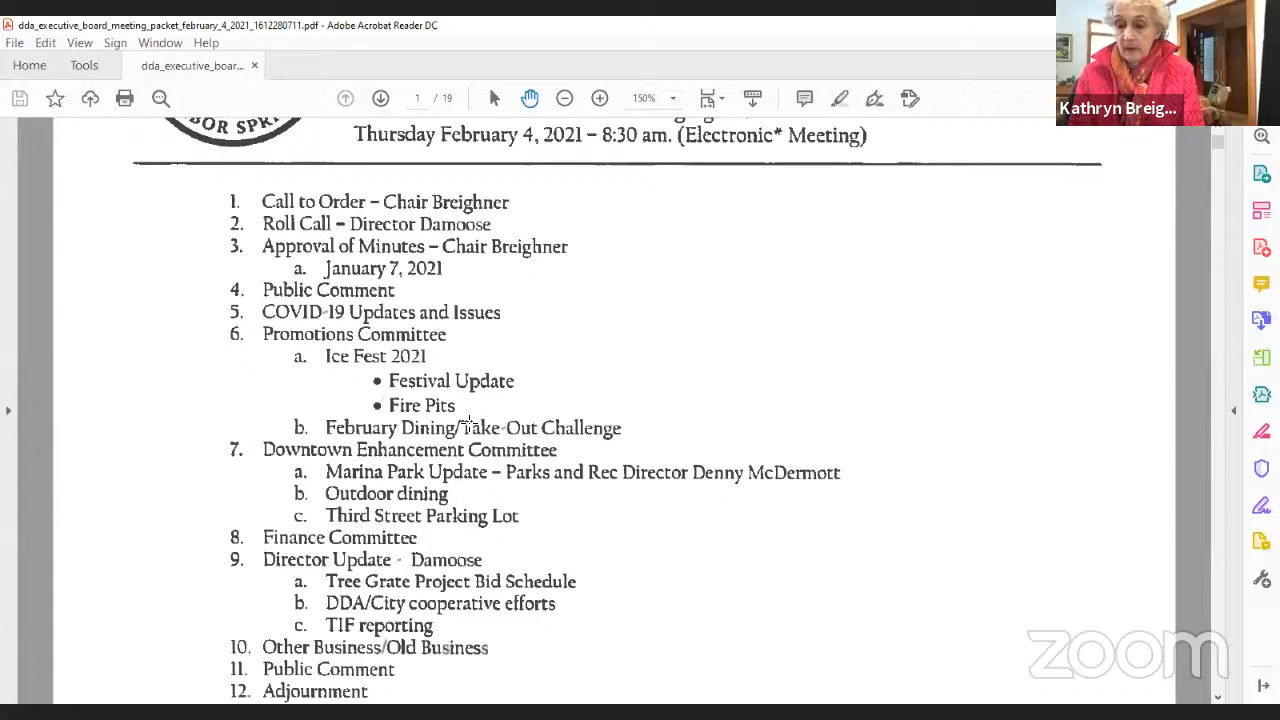 dda_executive_board_meeting_packet_february_4_2021_1612280711.pdf - Adobe Acrobat Reader DC
File Edit View Sign Window Help
Home Tools dda_executive_boar... ×
1 / 19 150%
Kathryn Breig...
BOR SPRI
Thursday February 4, 2021 – 8:30 am. (Electronic* Meeting)
1. Call to Order – Chair Breighner
2. Roll Call – Director Damoose
3. Approval of Minutes – Chair Breighner
a. January 7, 2021
4. Public Comment
5. COVID-19 Updates and Issues
6. Promotions Committee
a. Ice Fest 2021
• Festival Update
• Fire Pits
b. February Dining/Take-Out Challenge
7. Downtown Enhancement Committee
a. Marina Park Update – Parks and Rec Director Denny McDermott
b. Outdoor dining
c. Third Street Parking Lot
8. Finance Committee
9. Director Update - Damoose
a. Tree Grate Project Bid Schedule
b. DDA/City cooperative efforts
c. TIF reporting
10. Other Business/Old Business
11. Public Comment
12. Adjournment
zoom